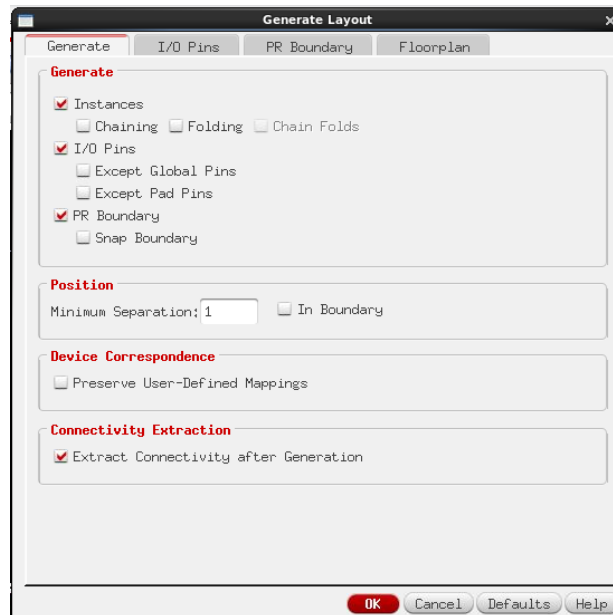 Generate Layout
Generate I/O Pins PR Boundary Floorplan
Generate
Instances
Chaining Folding Chain Folds
I/O Pins
Except Global Pins
Except Pad Pins
PR Boundary
Snap Boundary
Position
Minimum Separation: 1 In Boundary
Device Correspondence
Preserve User-Defined Mappings
Connectivity Extraction
Extract Connectivity after Generation
OK Cancel Defaults Help